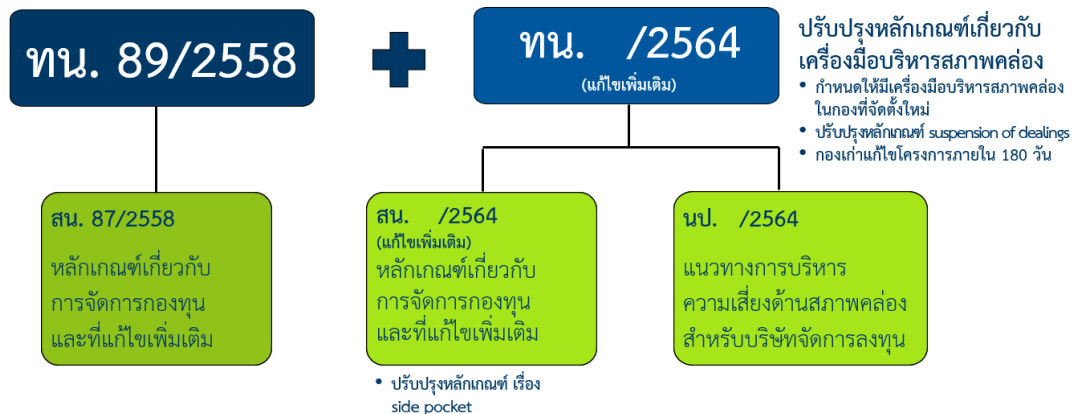 ทน. 89/2558
ทน. /2564
(แก้ไขเพิ่มเติม)
ปรับปรุงหลักเกณฑ์เกี่ยวกับ
เครื่องมือบริหารสภาพคล่อง
• กำหนดให้มีเครื่องมือบริหารสภาพคล่อง
ในกองที่จัดตั้งใหม่
• ปรับปรุงหลักเกณฑ์ suspension of dealings
• กองเก่าแก้ไขโครงการภายใน 180 วัน
สน. 87/2558
หลักเกณฑ์เกี่ยวกับ
การจัดการกองทุน
และที่แก้ไขเพิ่มเติม
สน. /2564
(แก้ไขเพิ่มเติม)
หลักเกณฑ์เกี่ยวกับ
การจัดการกองทุน
และที่แก้ไขเพิ่มเติม
• ปรับปรุงหลักเกณฑ์ เรื่อง
side pocket
นป. /2564
แนวทางการบริหาร
ความเสี่ยงด้านสภาพคล่อง
สำหรับบริษัทจัดการลงทุน